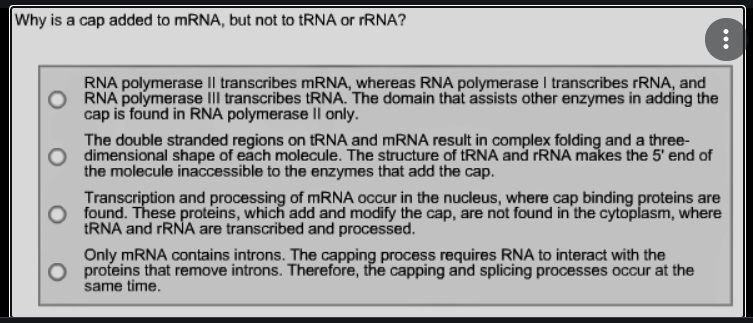 Why is a cap added to mRNA, but not to tRNA or rRNA?
RNA polymerase II transcribes mRNA, whereas RNA polymerase I transcribes rRNA, and
RNA polymerase III transcribes tRNA. The domain that assists other enzymes in adding the
cap is found in RNA polymerase II only.
The double stranded regions on tRNA and mRNA result in complex folding and a three-
dimensional shape of each molecule. The structure of tRNA and rRNA makes the 5' end of
the molecule inaccessible to the enzymes that add the cap.
Transcription and processing of mRNA occur in the nucleus, where cap binding proteins are
found. These proteins, which add and modify the cap, are not found in the cytoplasm, where
tRNA and rRNA are transcribed and processed.
Only mRNA contains introns. The capping process requires RNA to interact with the
proteins that remove introns. Therefore, the capping and splicing processes occur at the
same time.